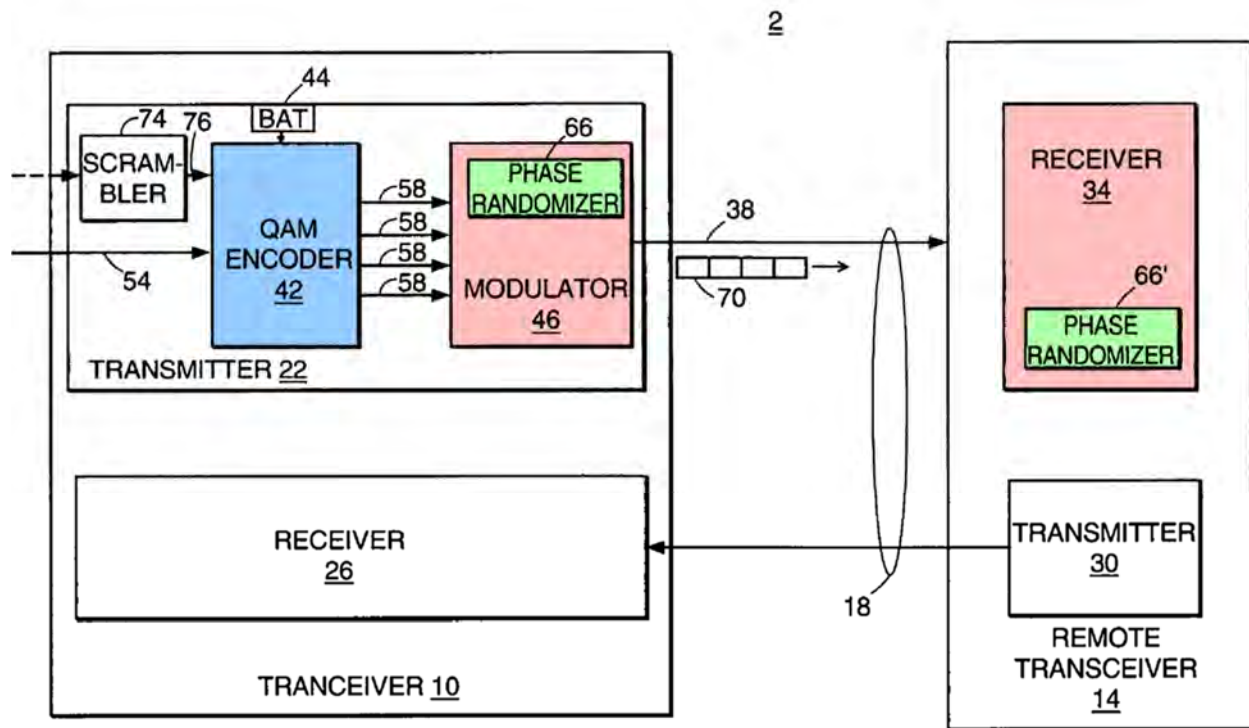 2
44
74
76
BAT
66
SCRAM-
BLER
PHASE
RANDOMIZER
58
58
58
58
QAM
ENCODER
42
54
MODULATOR
46
38
70
TRANSMITTER 22
RECEIVER
34
66'
PHASE
RANDOMIZER
RECEIVER
26
18
TRANSMITTER
30
TRANCEIVER 10
REMOTE
TRANSCEIVER
14